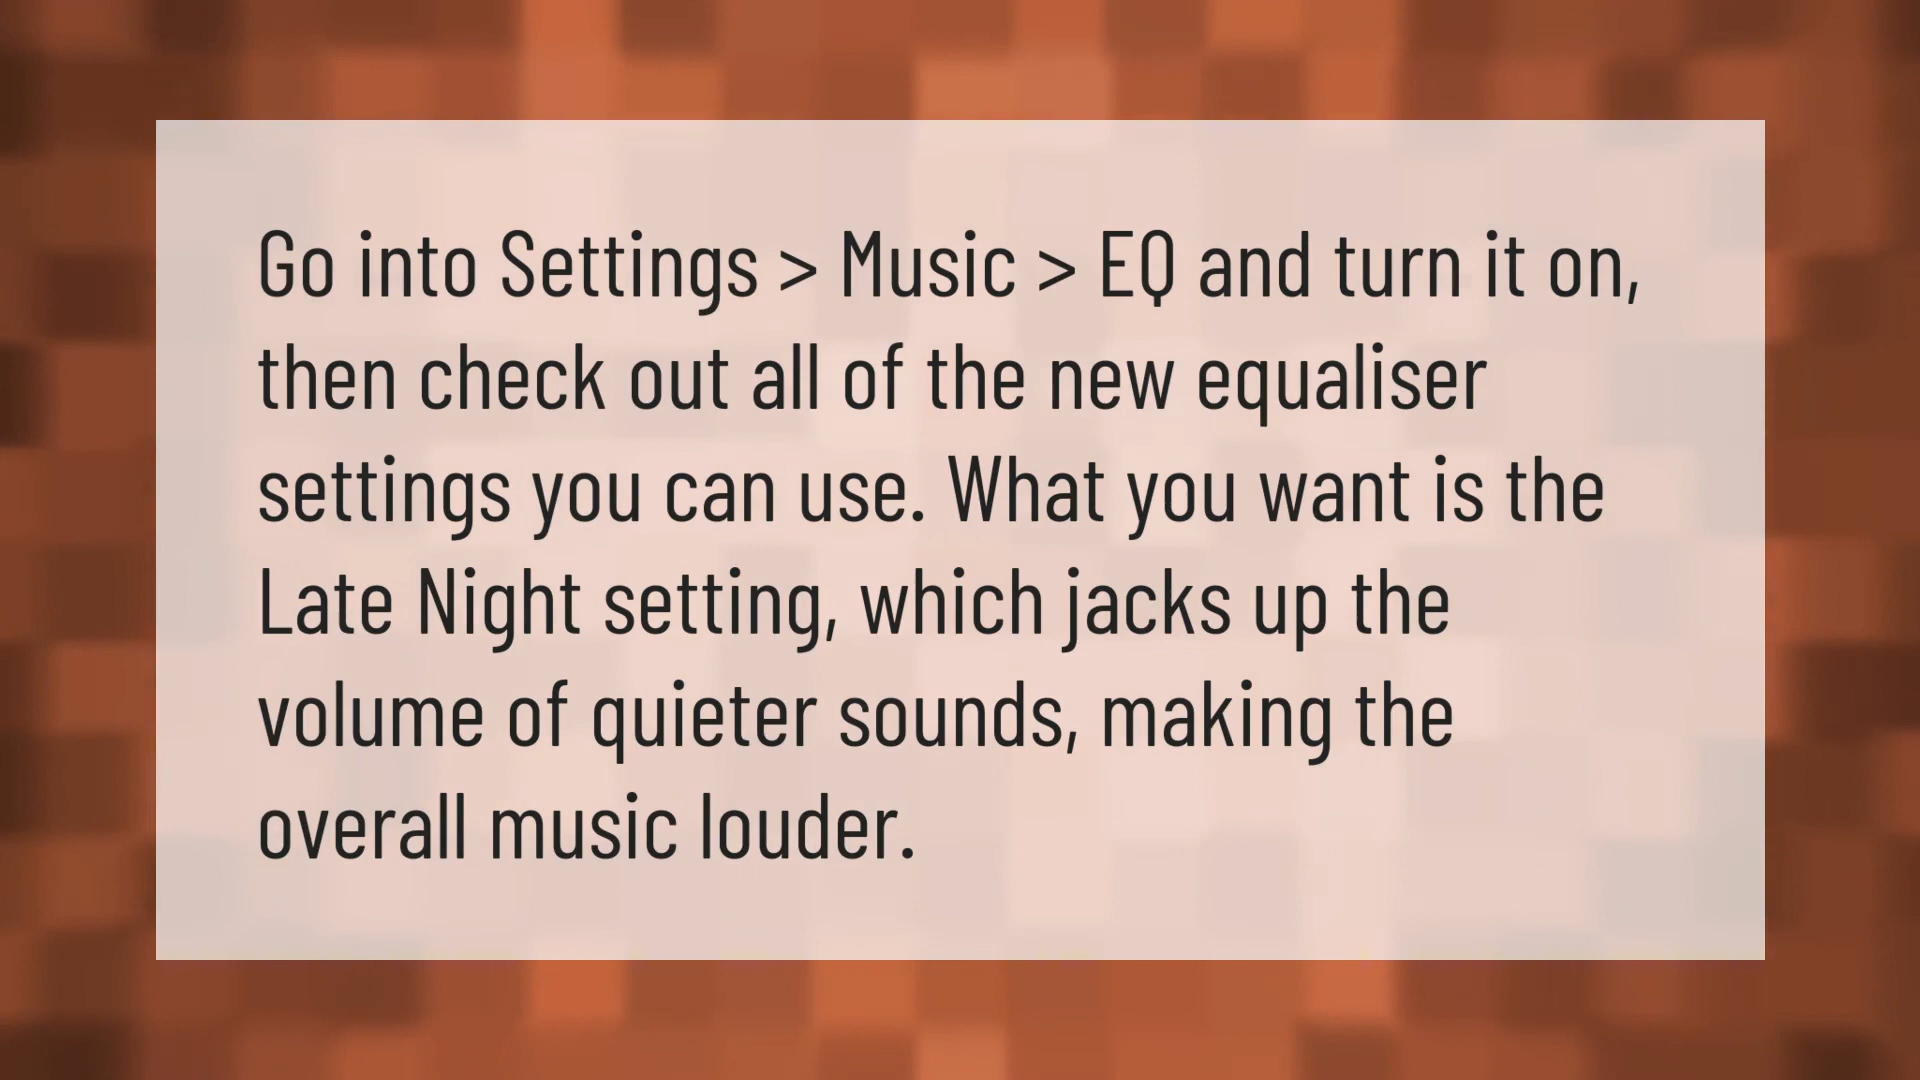 Go into Settings > Music > EQ and turn it on,
then check out all of the new equaliser
settings you can use. What you want is the
Late Night setting, which jacks up the
volume of quieter sounds, making the
overall music louder.